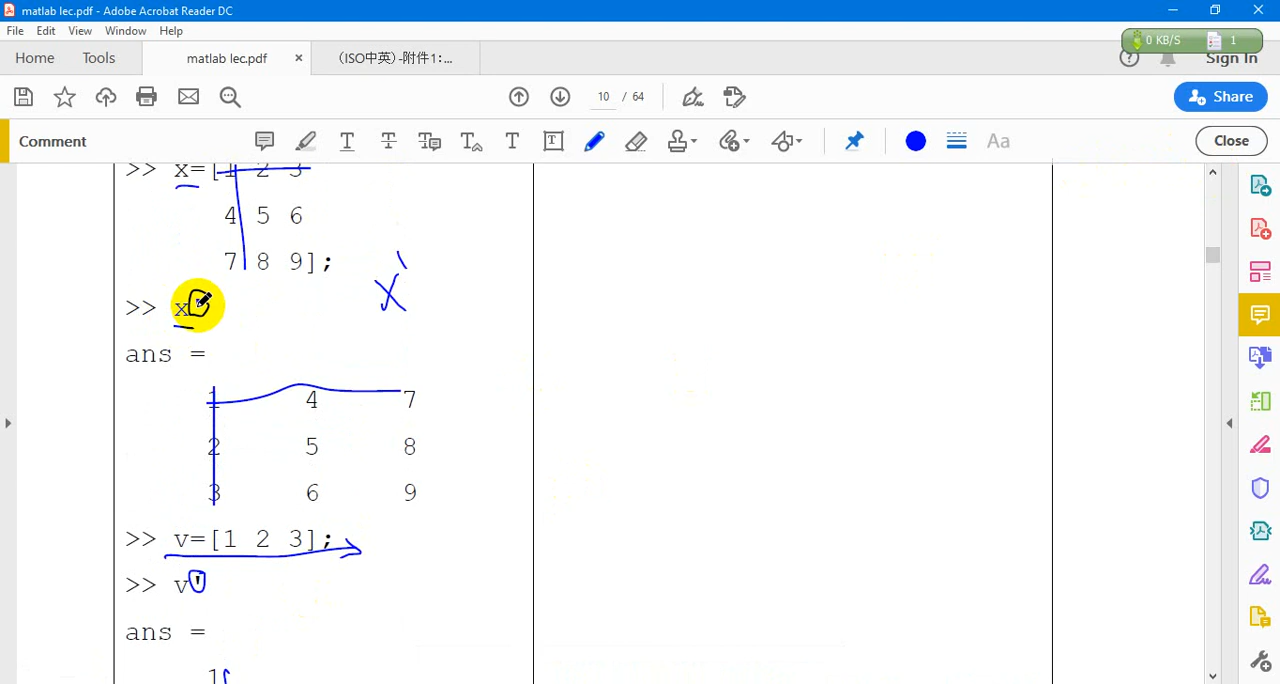 matlab lec.pdf - Adobe Acrobat Reader DC
File Edit View Window Help
0 KB/S 1
Home Tools matlab lec.pdf × (ISO中英)-附件1:... Sign In
10 / 64 Share
Comment Aa Close
>> x=[1 2 3
4 5 6
7 8 9];
x'
>> x'
ans =
1 4 7
2 5 8
3 6 9
>> v=[1 2 3];
>> v'
ans =
1